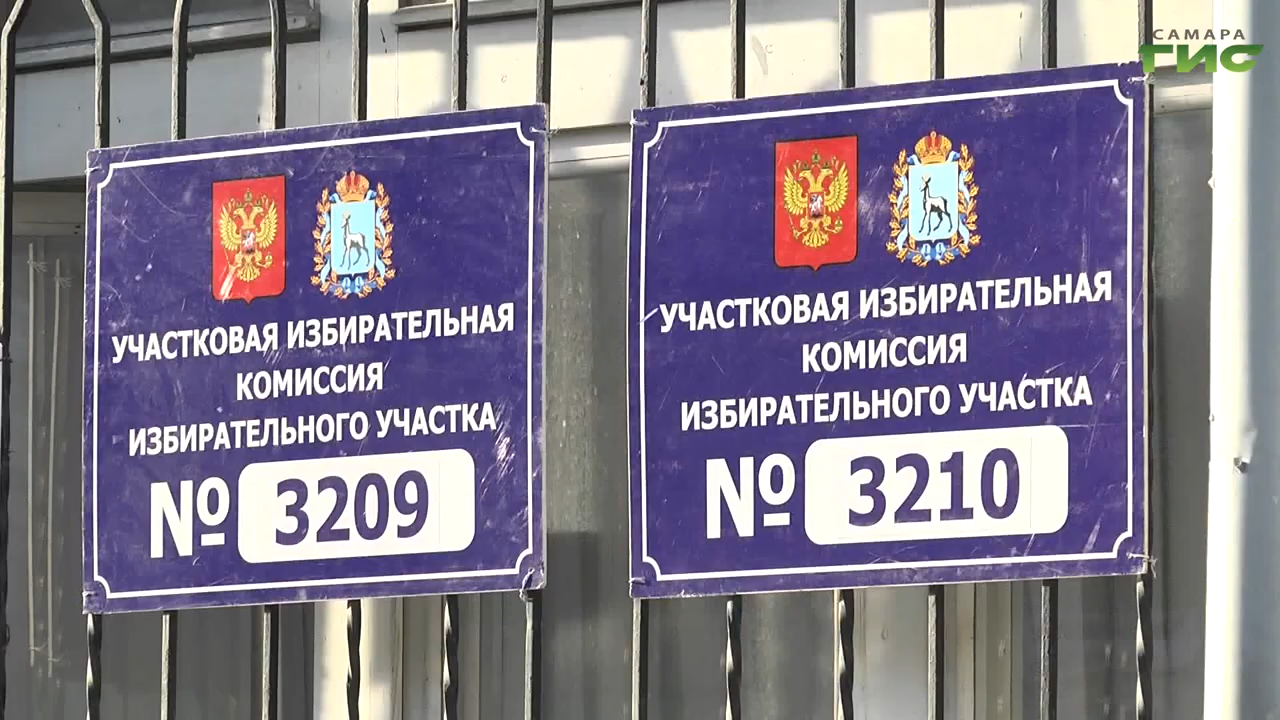 САМАРА
ГИС
УЧАСТКОВАЯ ИЗБИРАТЕЛЬНАЯ
КОМИССИЯ
ИЗБИРАТЕЛЬНОГО УЧАСТКА
№ 3209
УЧАСТКОВАЯ ИЗБИРАТЕЛЬНАЯ
КОМИССИЯ
ИЗБИРАТЕЛЬНОГО УЧАСТКА
№ 3210